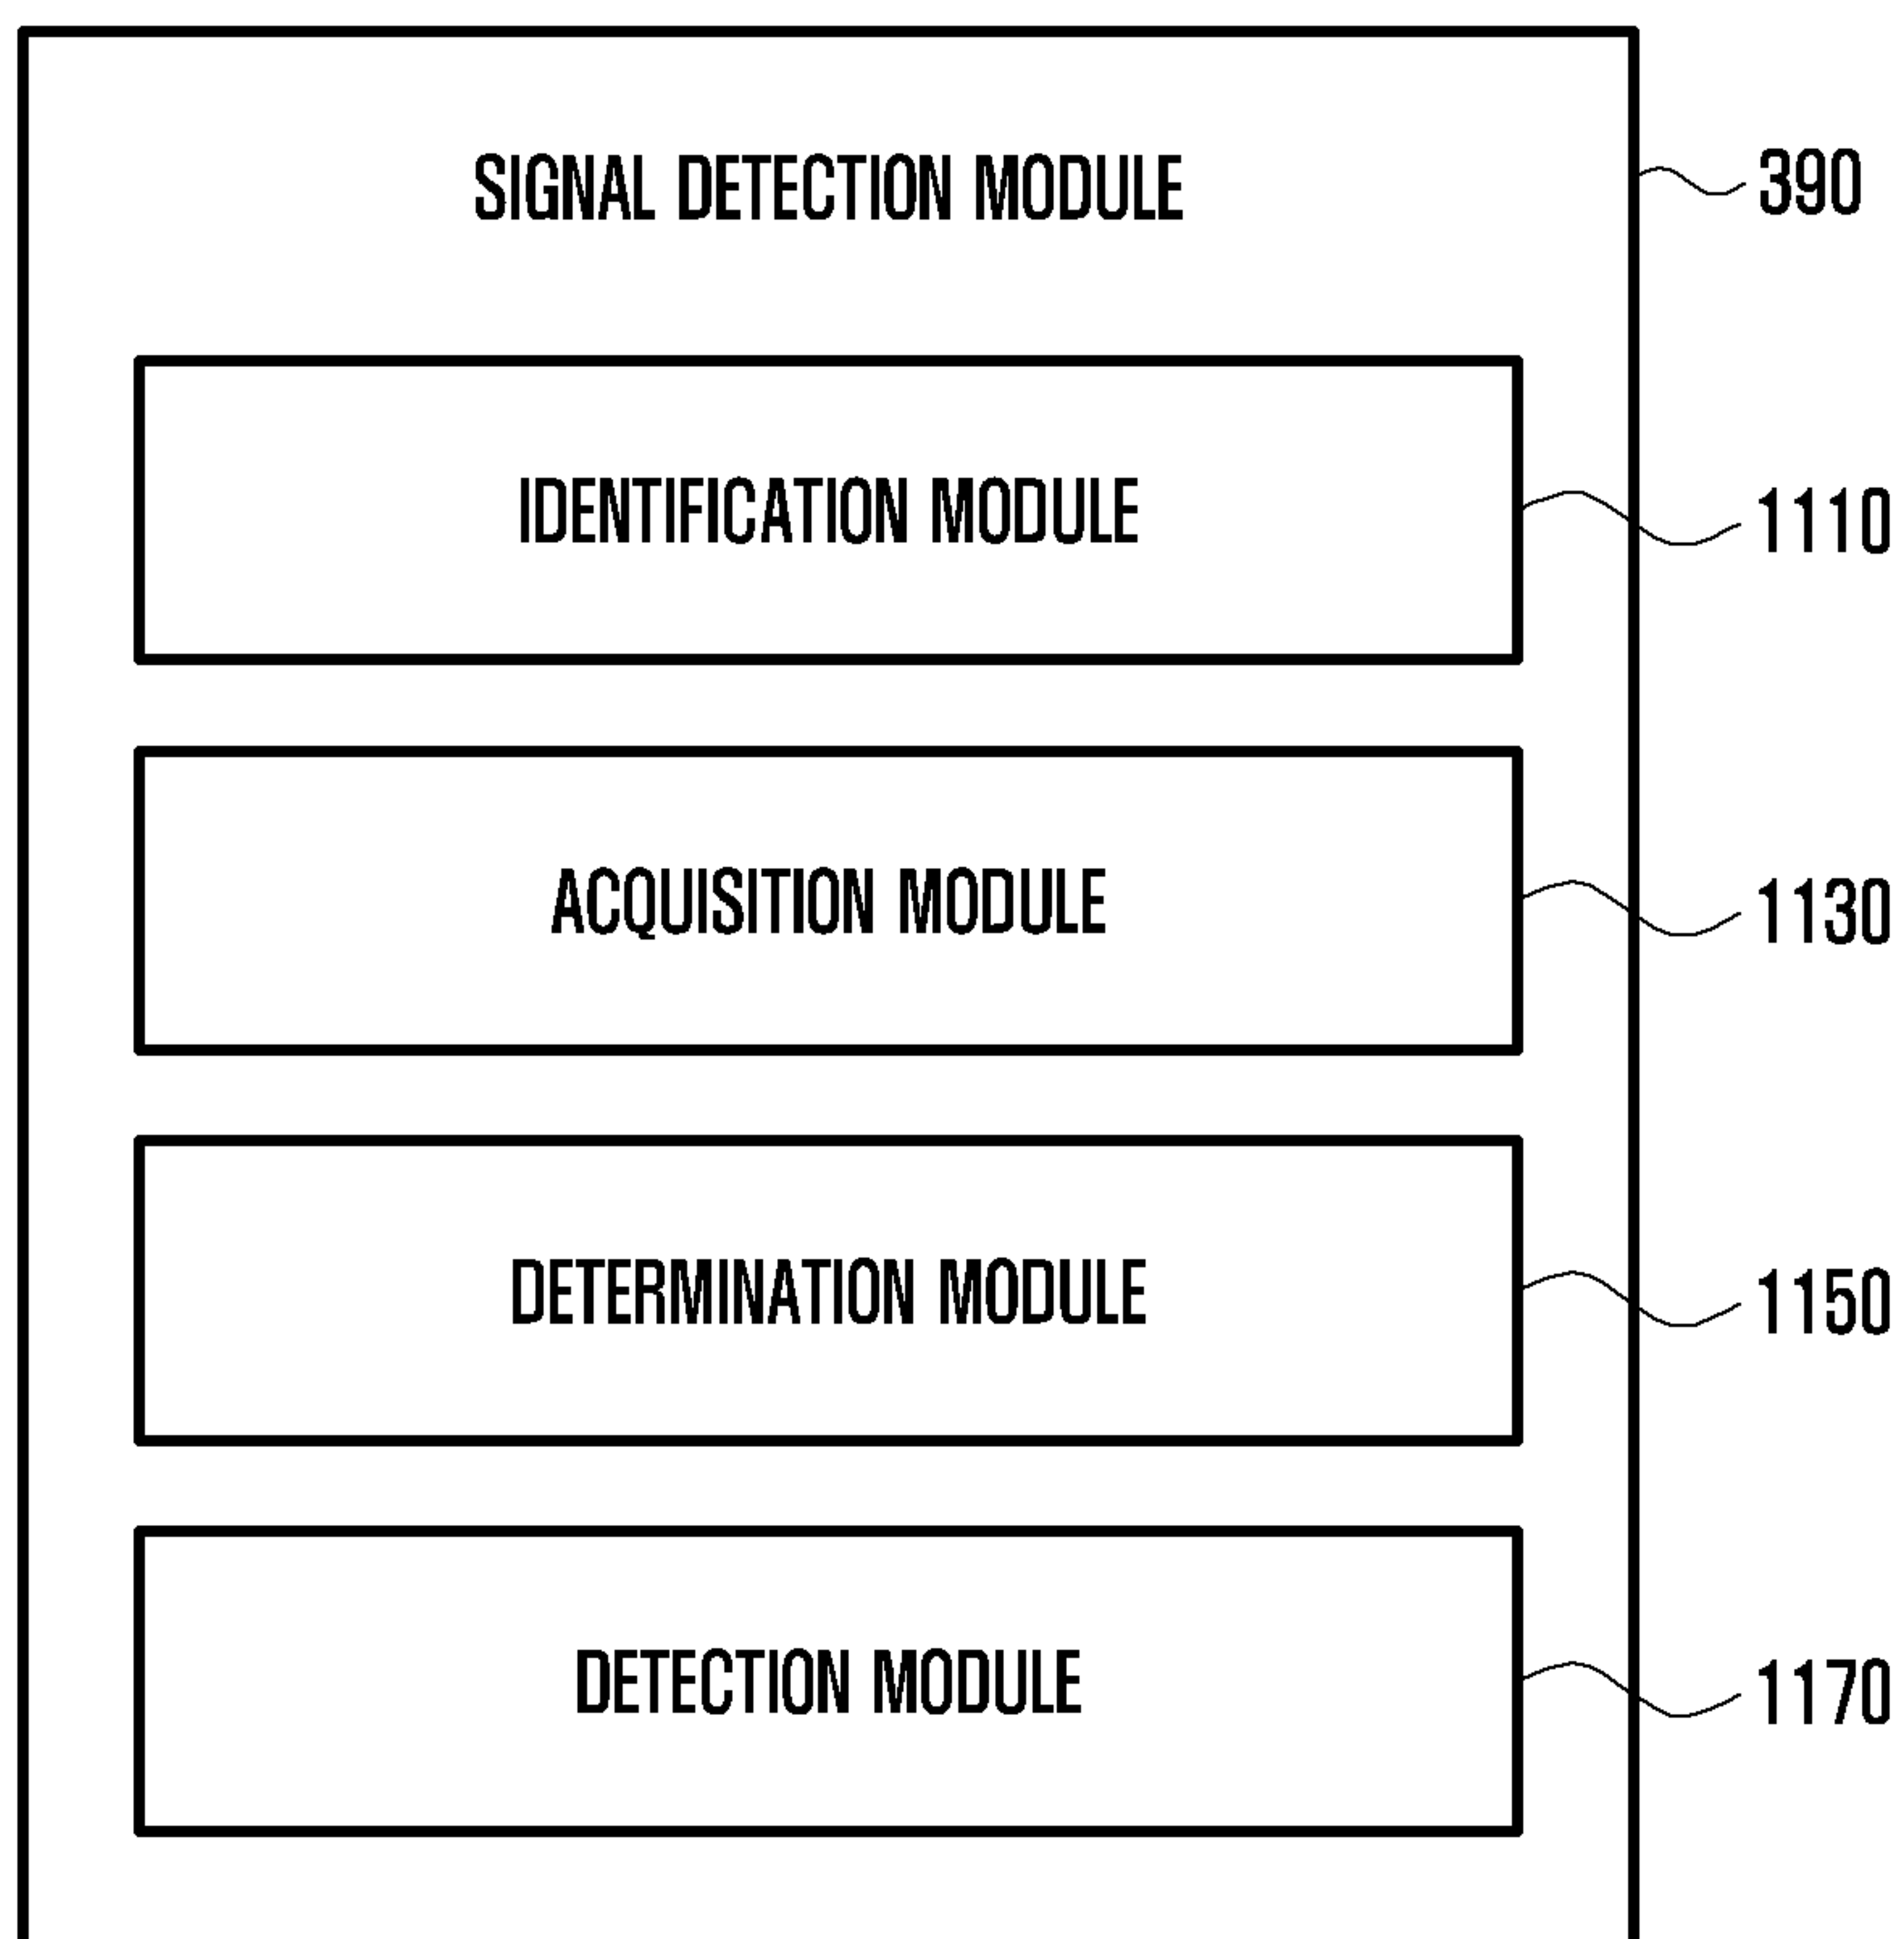 SIGNAL DETECTION MODULE 390
IDENTIFICATION MODULE 1110
ACQUISITION MODULE 1130
DETERMINATION MODULE 1150
DETECTION MODULE 1170